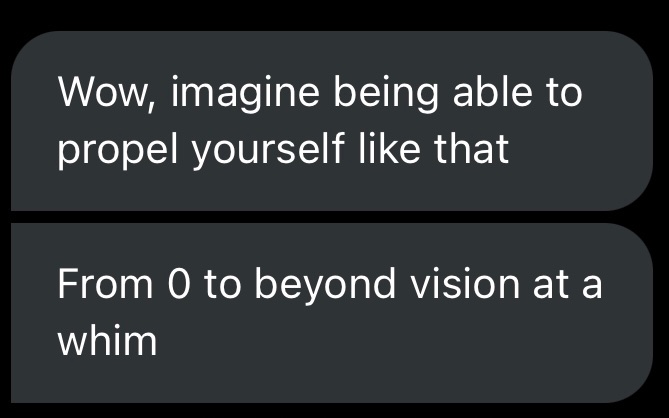 Wow, imagine being able to
propel yourself like that
From 0 to beyond vision at a
whim